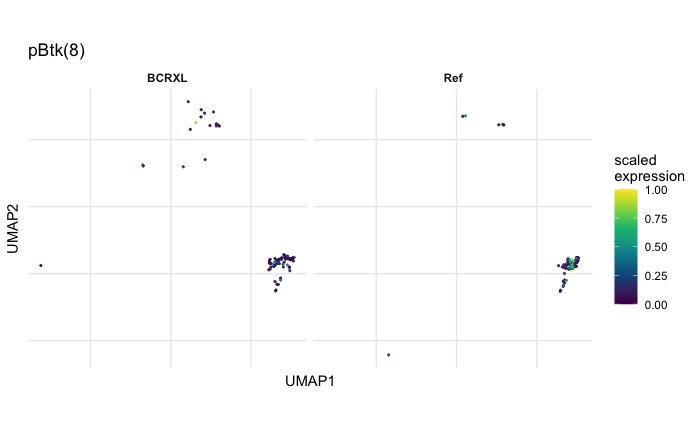 pBtk(8)
BCRXL
Ref
scaled
expression
1.00
0.75
0.50
0.25
0.00
UMAP2
UMAP1